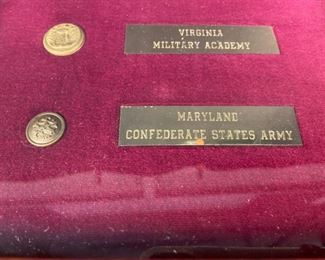 VIRGINIA
MILITARY ACADEMY
MARYLAND
CONFEDERATE STATES ARMY